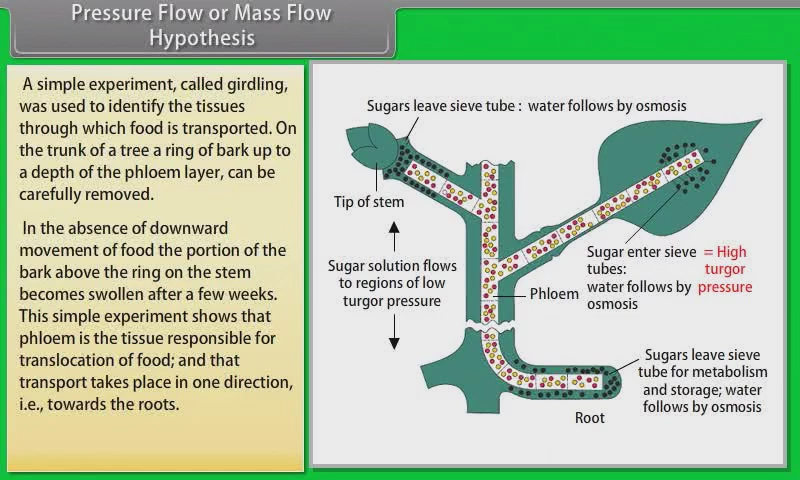 Pressure Flow or Mass Flow
Hypothesis
A simple experiment, called girdling,
was used to identify the tissues
through which food is transported. On
the trunk of a tree a ring of bark up to
a depth of the phloem layer, can be
carefully removed.
In the absence of downward
movement of food the portion of the
bark above the ring on the stem
becomes swollen after a few weeks.
This simple experiment shows that
phloem is the tissue responsible for
translocation of food; and that
transport takes place in one direction,
i.e., towards the roots.
Sugars leave sieve tube : water follows by osmosis
Tip of stem
Sugar solution flows
to regions of low
turgor pressure
Phloem
Sugar enter sieve
tubes:
water follows by
osmosis
= High
turgor
pressure
Sugars leave sieve
tube for metabolism
and storage; water
follows by osmosis
Root